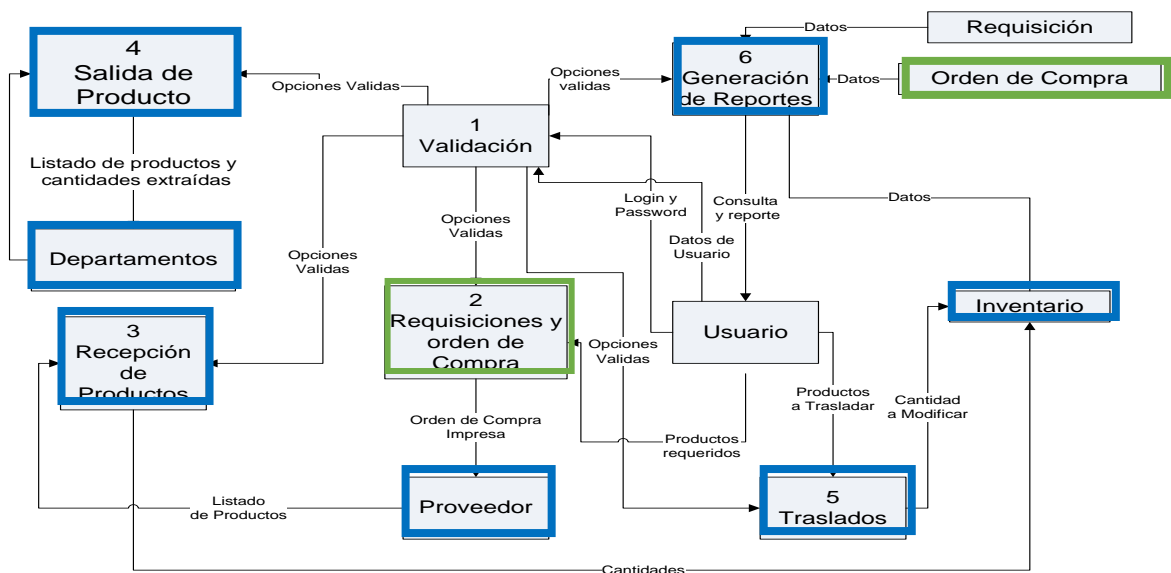 4
Salida de
Producto
Opciones Validas
Opciones
validas
6
Generación
de Reportes
Datos
Requisición
Datos
Orden de Compra
1
Validación
Listado de productos y
cantidades extraídas
Departamentos
Opciones
Validas
Opciones
Validas
Login y
Password
Datos de
Usuario
Consulta
y reporte
Datos
3
Recepción
de
Productos
2
Requisiciones y
orden de
Compra
Opciones
Validas
Usuario
Inventario
Productos
a Trasladar
Cantidad
a Modificar
Orden de Compra
Impresa
Productos
requeridos
Listado
de Productos
Proveedor
5
Traslados
Cantidades